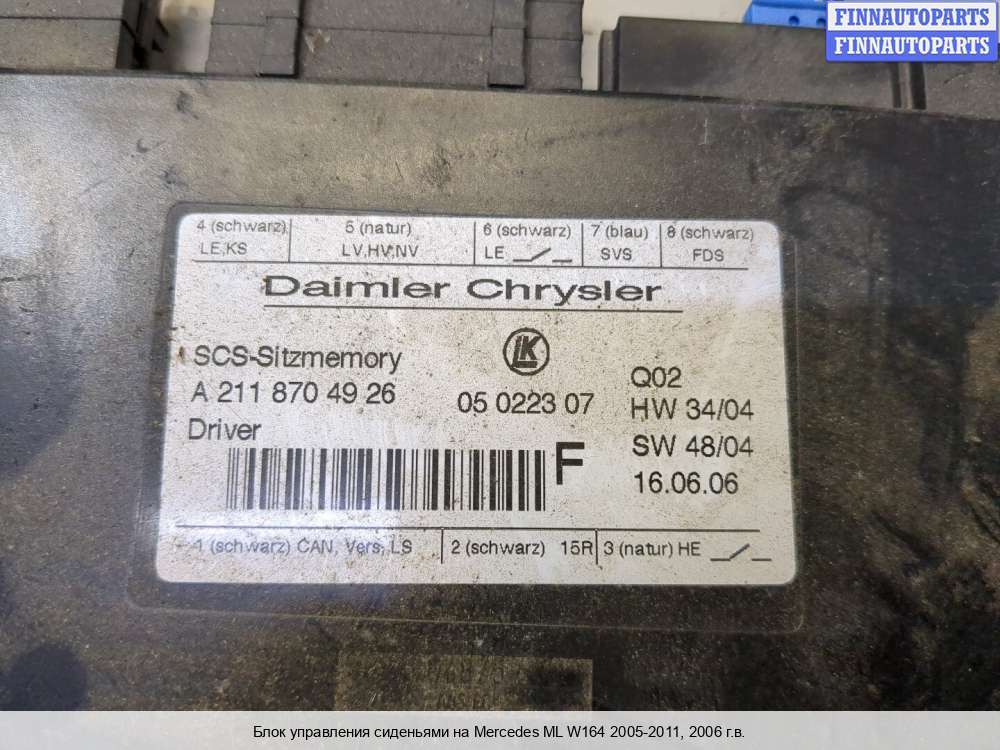 FINNAUTOPARTS
FINNAUTOPARTS
4 (schwarz) 5 (natur) 6 (schwarz) 7 (blau) 8 (schwarz)
LE,KS LV,HV,NV LE SVS FDS
Daimler Chrysler
SCS-Sitzmemory LK Q02
A 211 870 49 26 05 0223 07 HW 34/04
Driver F SW 48/04
16.06.06
1 (schwarz) CAN, Vers, LS 2 (schwarz) 15R 3 (natur) HE
Блок управления сиденьями на Mercedes ML W164 2005-2011, 2006 г.в.